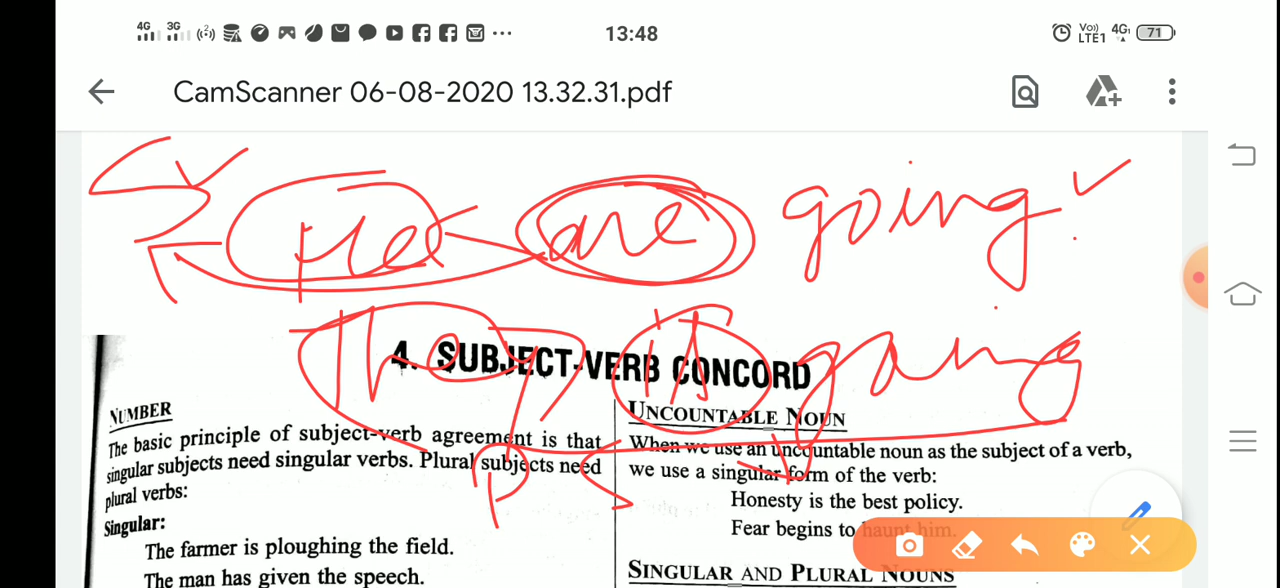 4G 3G 13:48 Vo)) LTE1 4G 71
CamScanner 06-08-2020 13.32.31.pdf
are going
They is going
4. SUBJECT-VERB CONCORD
P S
NUMBER
The basic principle of subject-verb agreement is that
singular subjects need singular verbs. Plural subjects need
plural verbs:
Singular:
The farmer is ploughing the field.
The man has given the speech.
UNCOUNTABLE NOUN
When we use an uncountable noun as the subject of a verb,
we use a singular form of the verb:
Honesty is the best policy.
Fear begins to haunt him.
SINGULAR AND PLURAL NOUNS